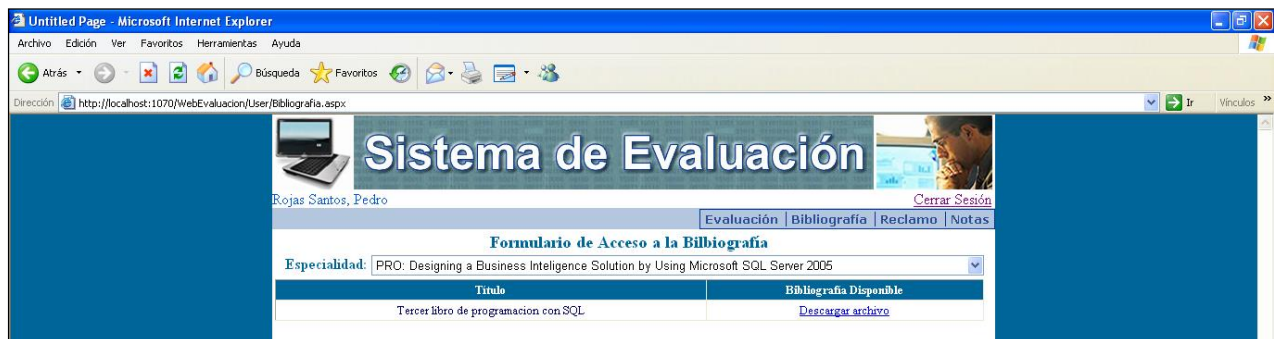 Untitled Page - Microsoft Internet Explorer
Archivo Edición Ver Favoritos Herramientas Ayuda
Atrás Búsqueda Favoritos
Dirección http://localhost:1070/WebEvaluacion/User/Bibliografia.aspx Ir Vínculos »
Sistema de Evaluación
Rojas Santos, Pedro Cerrar Sesión
Evaluación | Bibliografía | Reclamo | Notas
Formulario de Acceso a la Bilbiografía
Especialidad: PRO: Designing a Business Inteligence Solution by Using Microsoft SQL Server 2005
Titulo Bibliografia Disponible
Tercer libro de programacion con SQL Descargar archivo